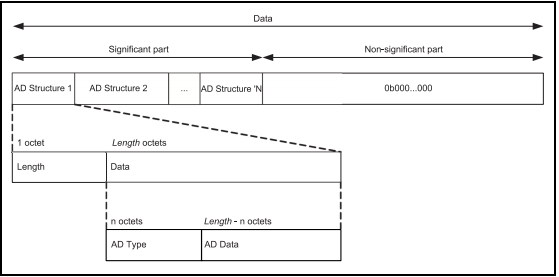 Data
Significant part Non-significant part
AD Structure 1 AD Structure 2 ... AD Structure 'N 0b000...000
1 octet Length octets
Length Data
n octets Length - n octets
AD Type AD Data